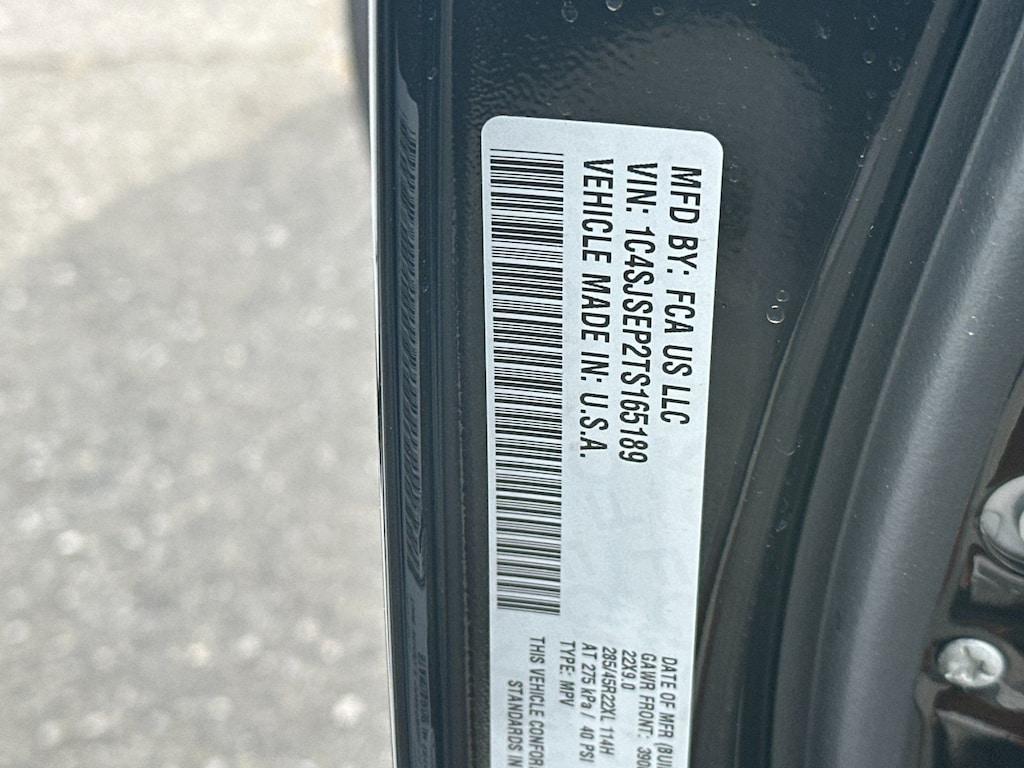 MFD BY: FCA US LLC
VIN: 1C4SJSEP2TS165189
VEHICLE MADE IN: U.S.A.
DATE OF MFR
GAWR FRONT:
22X9.0
285/45R22XL 114H
AT 275 kPa / 40 PSI
TYPE: MPV
THIS VEHICLE
STANDARDS IN